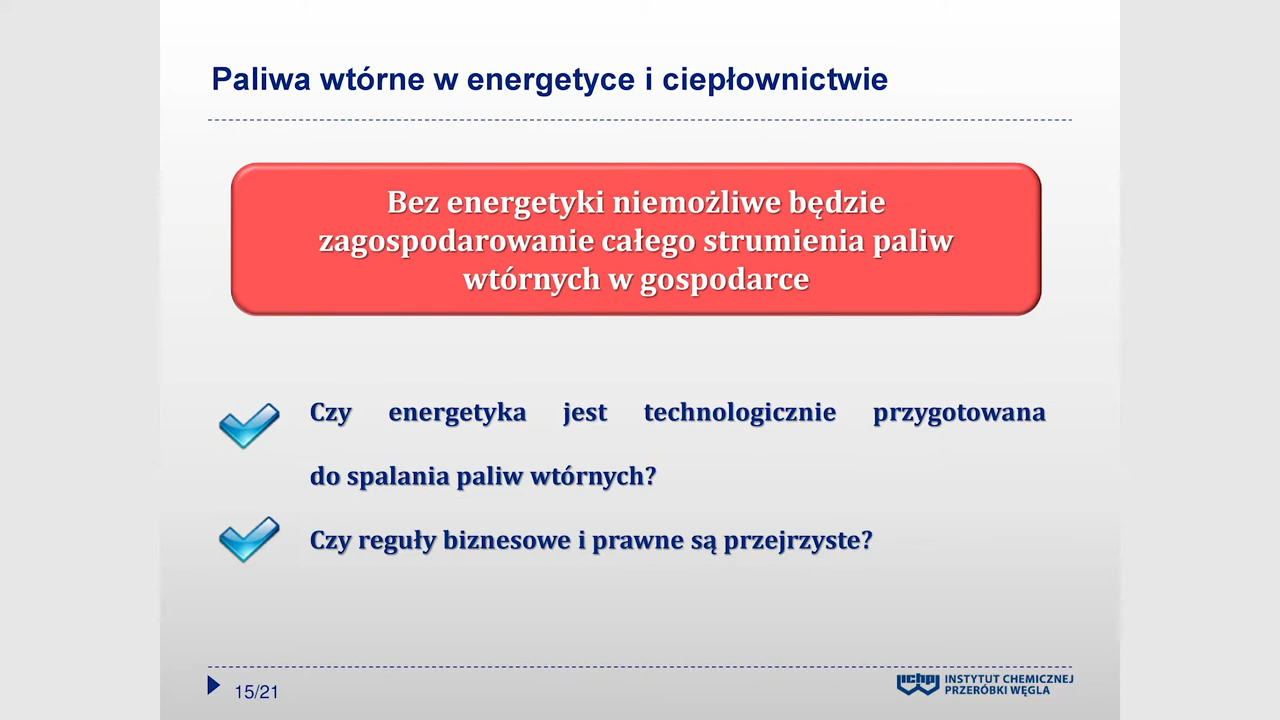 Paliwa wtórne w energetyce i ciepłownictwie
Bez energetyki niemożliwe będzie
zagospodarowanie całego strumienia paliw
wtórnych w gospodarce
Czy energetyka jest technologicznie przygotowana
do spalania paliw wtórnych?
Czy reguły biznesowe i prawne są przejrzyste?
15/21
ichpw INSTYTUT CHEMICZNEJ
PRZERÓBKI WĘGLA